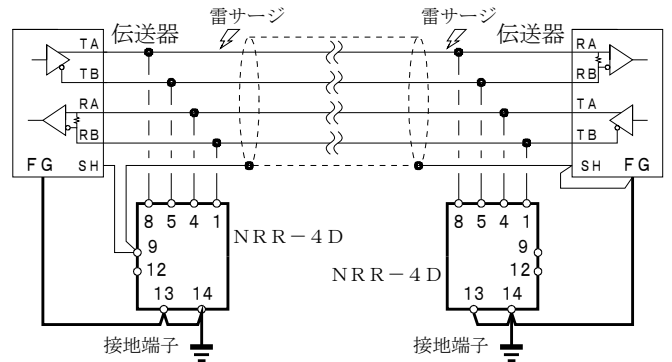 雷サージ 雷サージ
伝送器 伝送器
TA RA
TB RB
RA TA
RB TB
FG SH SH FG
8 5 4 1 8 5 4 1
NRR-4D
9 9
12 12
NRR-4D
13 14 13 14
接地端子 接地端子